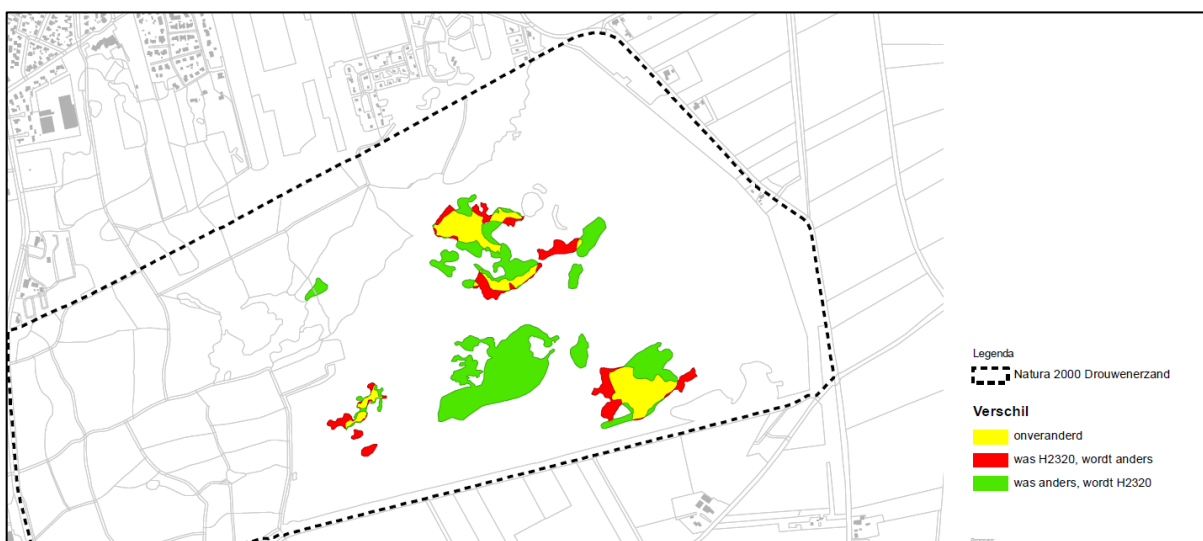 Legenda
Natura 2000 Drouwenerzand
Verschil
onveranderd
was H2320, wordt anders
was anders, wordt H2320